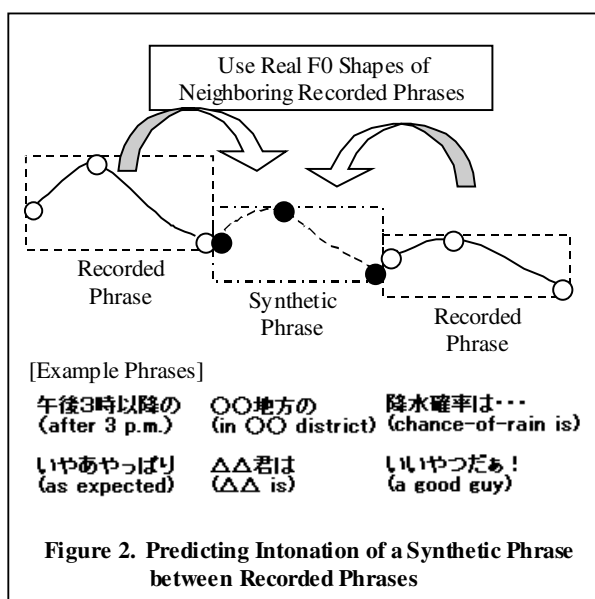 Use Real F0 Shapes of
Neighboring Recorded Phrases
Recorded
Phrase
Synthetic
Phrase
Recorded
Phrase
[Example Phrases]
午後3時以降の ○○地方の 降水確率は・・・
(after 3 p.m.) (in ○○ district) (chance-of-rain is)
いやあやっぱり △△君は いいやつだぁ!
(as expected) (△△ is) (a good guy)
Figure 2. Predicting Intonation of a Synthetic Phrase
between Recorded Phrases